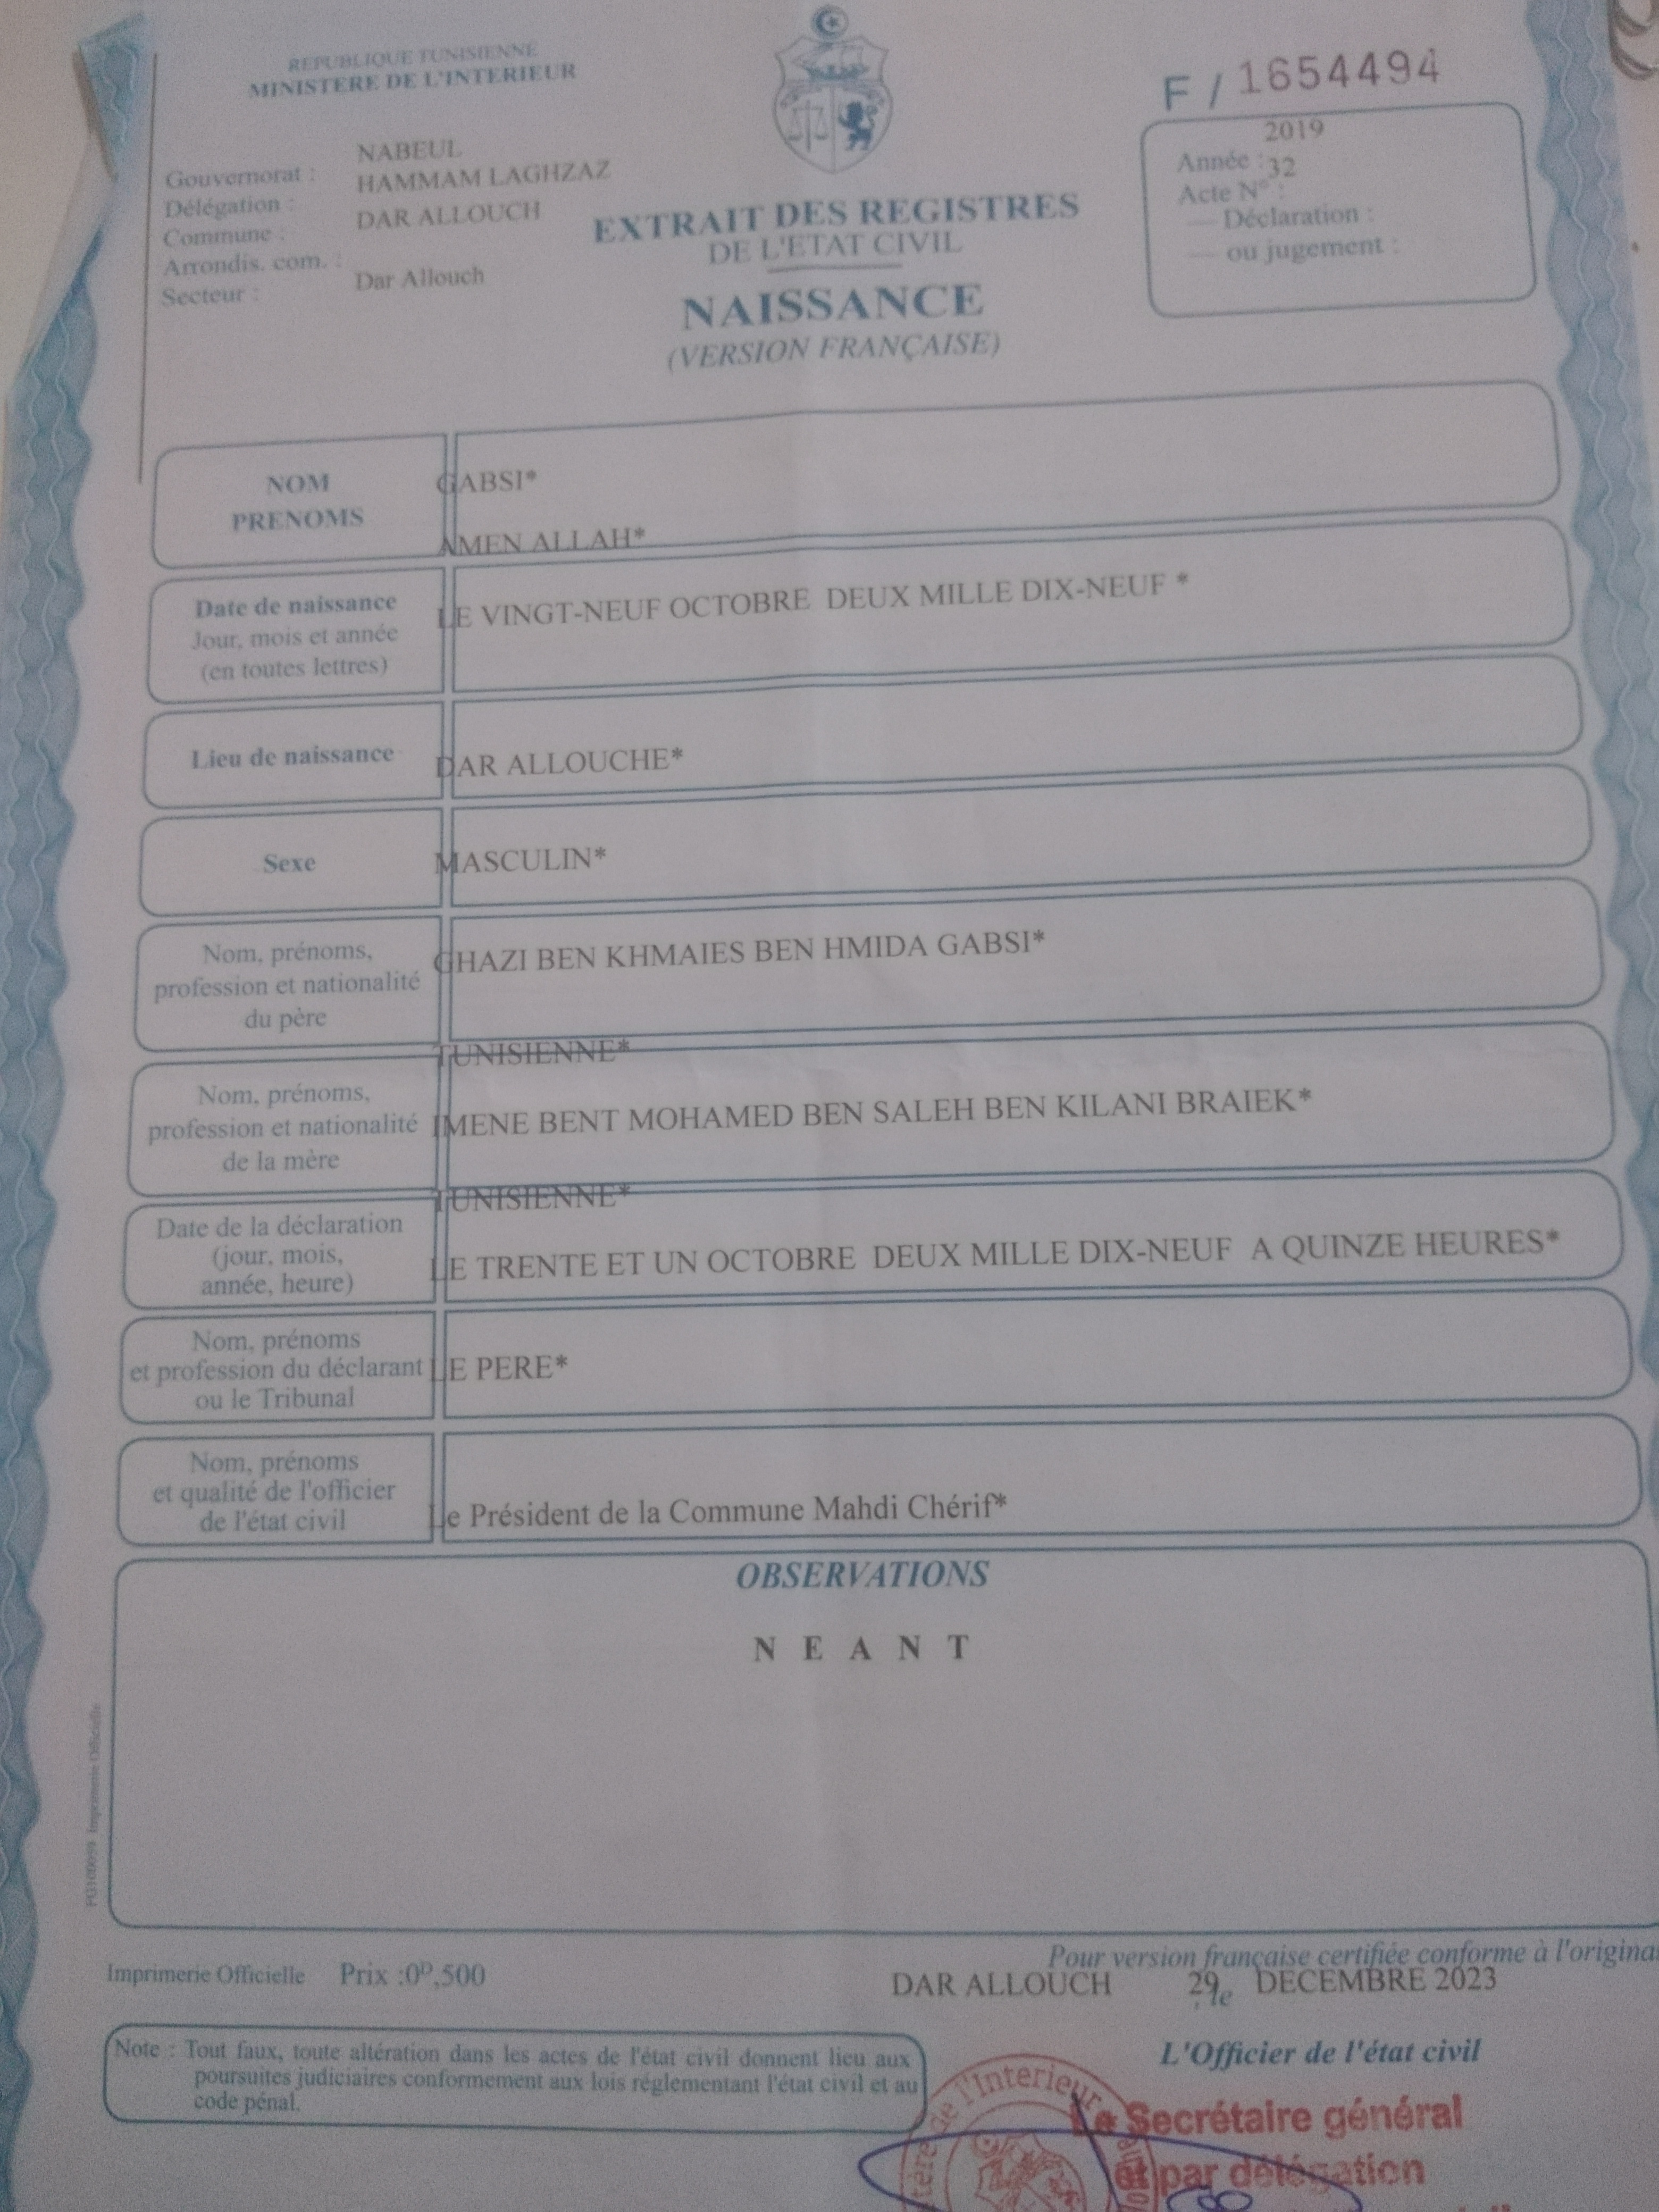 REPUBLIQUE TUNISIENNE
MINISTERE DE L'INTERIEUR
F / 1654494
Gouvernorat : NABEUL
Délégation : HAMMAM LAGHZAZ
Commune : DAR ALLOUCH
Arrondis. com. :
Secteur : Dar Allouch
EXTRAIT DES REGISTRES
DE L'ETAT CIVIL
NAISSANCE
(VERSION FRANÇAISE)
2019
Année :
32
Acte N° :
— Déclaration :
— ou jugement :
NOM
PRENOMS
GABSI*
AMEN ALLAH*
Date de naissance
Jour, mois et année
(en toutes lettres)
LE VINGT-NEUF OCTOBRE DEUX MILLE DIX-NEUF *
Lieu de naissance
DAR ALLOUCHE*
Sexe
MASCULIN*
Nom, prénoms,
profession et nationalité
du père
GHAZI BEN KHMAIES BEN HMIDA GABSI*
TUNISIENNE*
Nom, prénoms,
profession et nationalité
de la mère
IMENE BENT MOHAMED BEN SALEH BEN KILANI BRAIEK*
TUNISIENNE*
Date de la déclaration
(jour, mois,
année, heure)
LE TRENTE ET UN OCTOBRE DEUX MILLE DIX-NEUF A QUINZE HEURES*
Nom, prénoms
et profession du déclarant
ou le Tribunal
LE PERE*
Nom, prénoms
et qualité de l'officier
de l'état civil
Le Président de la Commune Mahdi Chérif*
OBSERVATIONS
N E A N T
Imprimerie Officielle
Imprimerie Officielle Prix :0ᴰ,500
Pour version française certifiée conforme à l'origina
DAR ALLOUCH , le 29 DECEMBRE 2023
Note : Tout faux, toute altération dans les actes de l'état civil donnent lieu aux
poursuites judiciaires conformement aux lois réglementant l'état civil et au
code pénal.
L'Officier de l'état civil
de l'Interieur
Le Secrétaire général
et par délégation